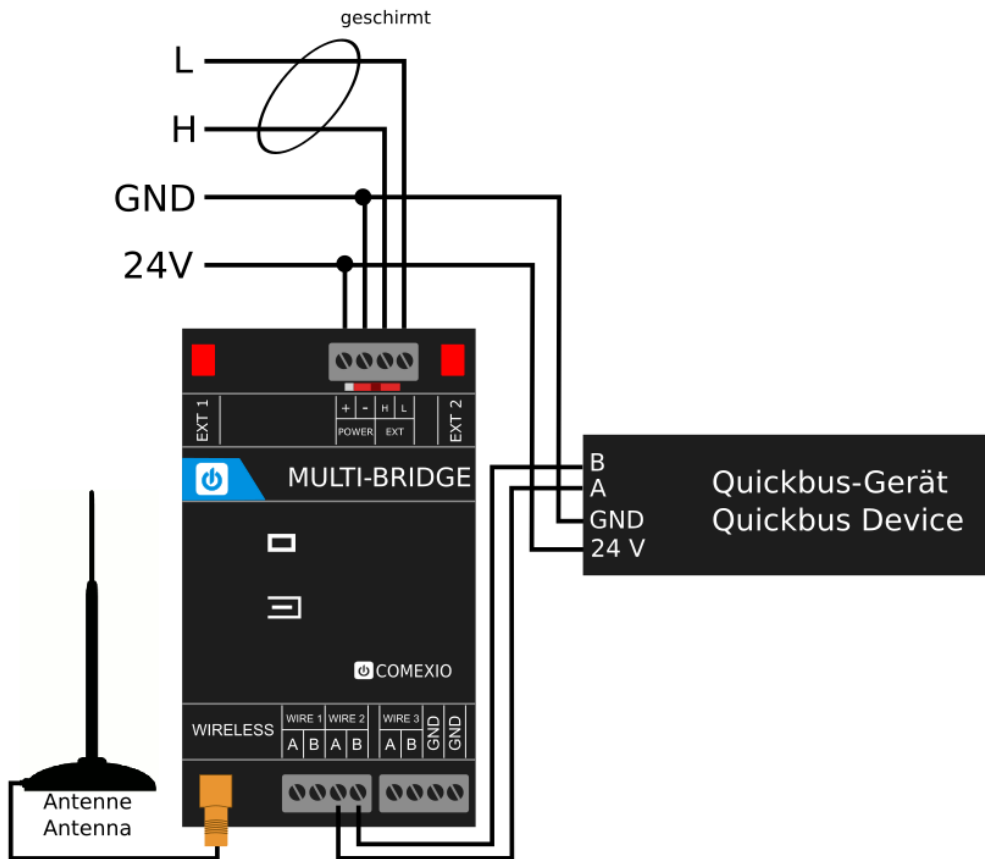 geschirmt
L
H
GND
24V
EXT 1
+ - H L
POWER EXT
EXT 2
MULTI-BRIDGE
B
A
GND
24 V
Quickbus-Gerät
Quickbus Device
COMEXIO
WIRELESS
WIRE 1 WIRE 2 WIRE 3
A B A B A B GND GND
Antenne
Antenna